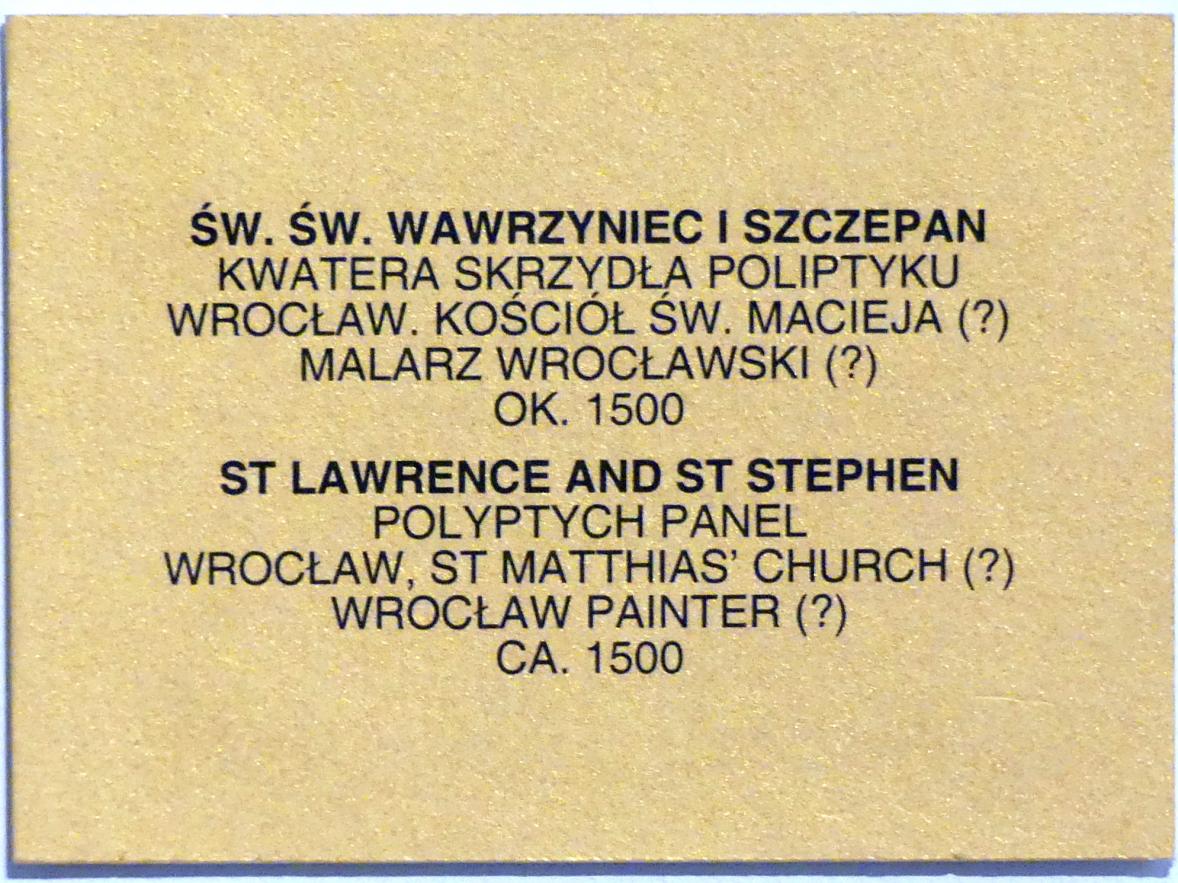 ŚW. ŚW. WAWRZYNIEC I SZCZEPAN
KWATERA SKRZYDŁA POLIPTYKU
WROCŁAW. KOŚCIÓŁ ŚW. MACIEJA (?)
MALARZ WROCŁAWSKI (?)
OK. 1500
ST LAWRENCE AND ST STEPHEN
POLYPTYCH PANEL
WROCŁAW, ST MATTHIAS' CHURCH (?)
WROCŁAW PAINTER (?)
CA. 1500